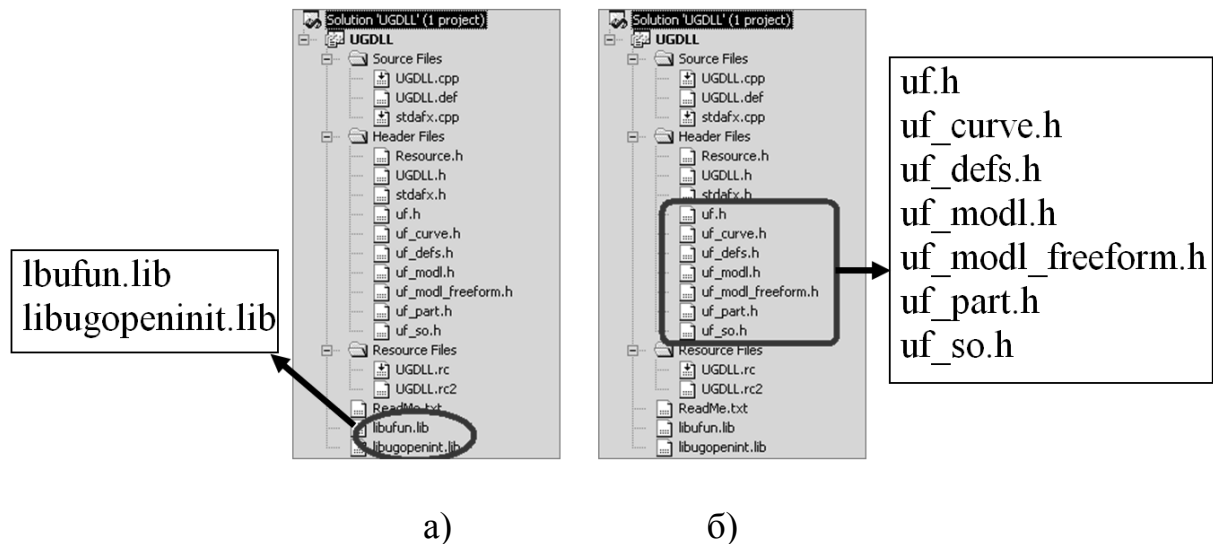 Solution 'UGDLL' (1 project)
UGDLL
Source Files
UGDLL.cpp
UGDLL.def
stdafx.cpp
Header Files
Resource.h
UGDLL.h
stdafx.h
uf.h
uf_curve.h
uf_defs.h
uf_modl.h
uf_modl_freeform.h
uf_part.h
uf_so.h
Resource Files
UGDLL.rc
UGDLL.rc2
ReadMe.txt
libufun.lib
libugopenint.lib
lbufun.lib
libugopeninit.lib
а)
Solution 'UGDLL' (1 project)
UGDLL
Source Files
UGDLL.cpp
UGDLL.def
stdafx.cpp
Header Files
Resource.h
UGDLL.h
stdafx.h
uf.h
uf_curve.h
uf_defs.h
uf_modl.h
uf_modl_freeform.h
uf_part.h
uf_so.h
Resource Files
UGDLL.rc
UGDLL.rc2
ReadMe.txt
libufun.lib
libugopenint.lib
uf.h
uf_curve.h
uf_defs.h
uf_modl.h
uf_modl_freeform.h
uf_part.h
uf_so.h
б)